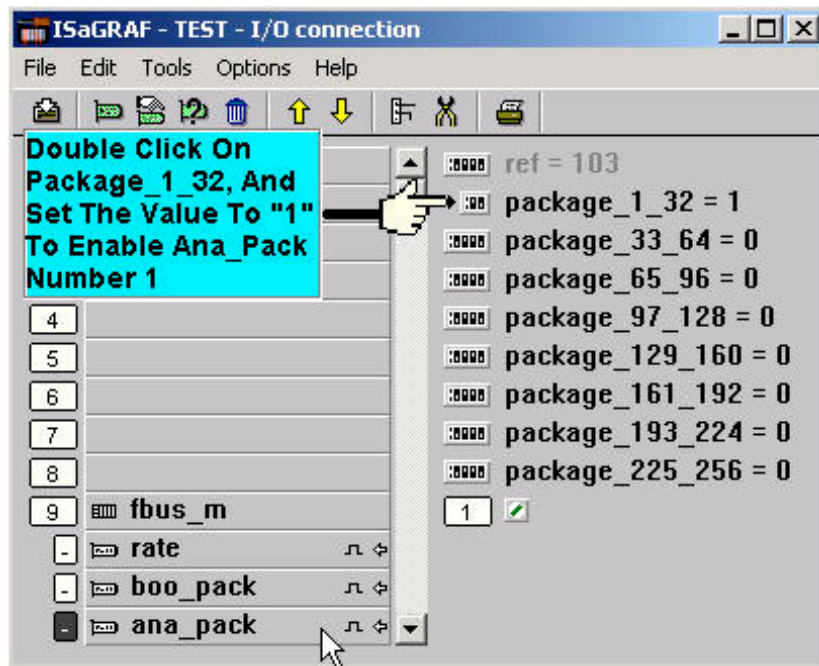 ISaGRAF - TEST - I/O connection
File Edit Tools Options Help
Double Click On
Package_1_32, And
Set The Value To "1"
To Enable Ana_Pack
Number 1
ref = 103
package_1_32 = 1
package_33_64 = 0
package_65_96 = 0
package_97_128 = 0
package_129_160 = 0
package_161_192 = 0
package_193_224 = 0
package_225_256 = 0
1
4
5
6
7
8
9 fbus_m
- rate
- boo_pack
- ana_pack